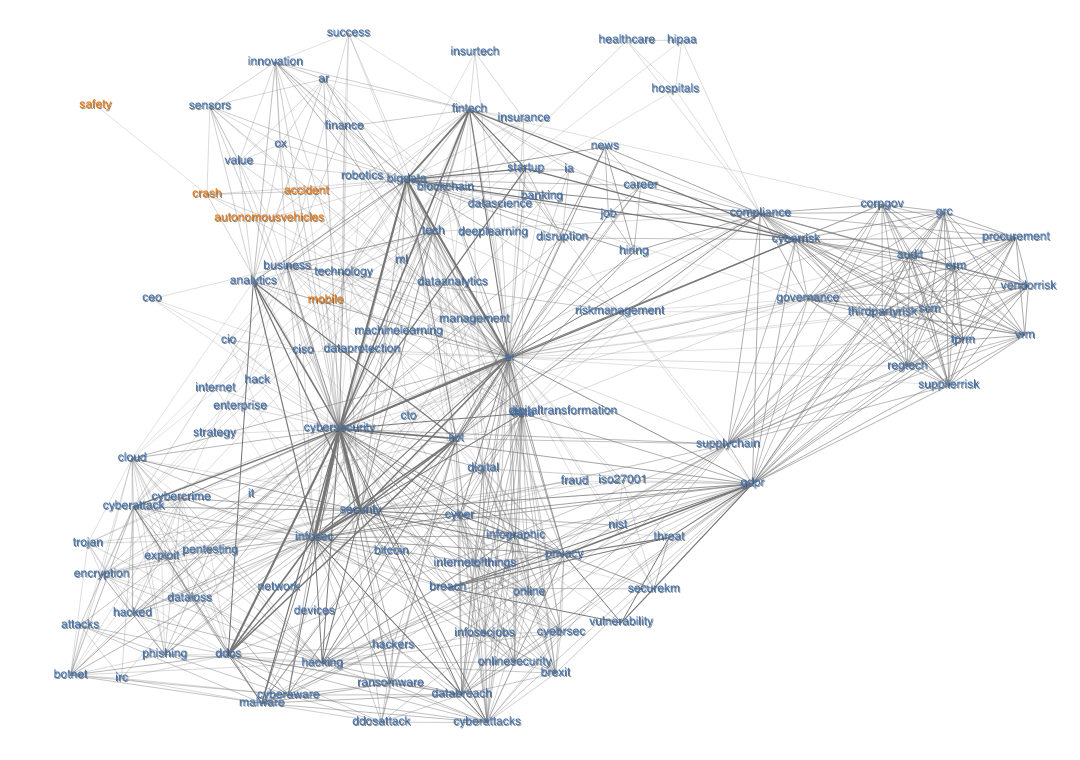 success
healthcare hipaa
insurtech
innovation
ar
hospitals
safety
sensors
fintech
insurance
finance
cx
news
value
startup
ia
robotics
bigdata
blockchain
career
crash
accident
banking
datascience
corpgov
grc
compliance
job
autonomousvehicles
tech
deeplearning
disruption
cyberrisk
procurement
hiring
audit
erm
ml
business
technology
analytics
dataanalytics
vendorrisk
ceo
mobile
governance
riskmanagement
thirdpartyrisk
scm
management
machinelearning
vrm
cio
tprm
ciso
dataprotection
regtech
hack
internet
supplierrisk
enterprise
cto
digitaltransformation
strategy
cybersecurity
iot
supplychain
cloud
digital
fraud
iso27001
gdpr
cybercrime
it
cyberattack
security
cyber
nist
infosec
infographic
threat
trojan
exploit
pentesting
bitcoin
privacy
internetofthings
encryption
network
breach
online
securekm
dataloss
hacked
devices
attacks
vulnerability
infosecjobs
cyebrsec
hackers
phishing
ddos
hacking
onlinesecurity
botnet
irc
brexit
ransomware
cyberaware
malware
databreach
ddosattack
cyberattacks